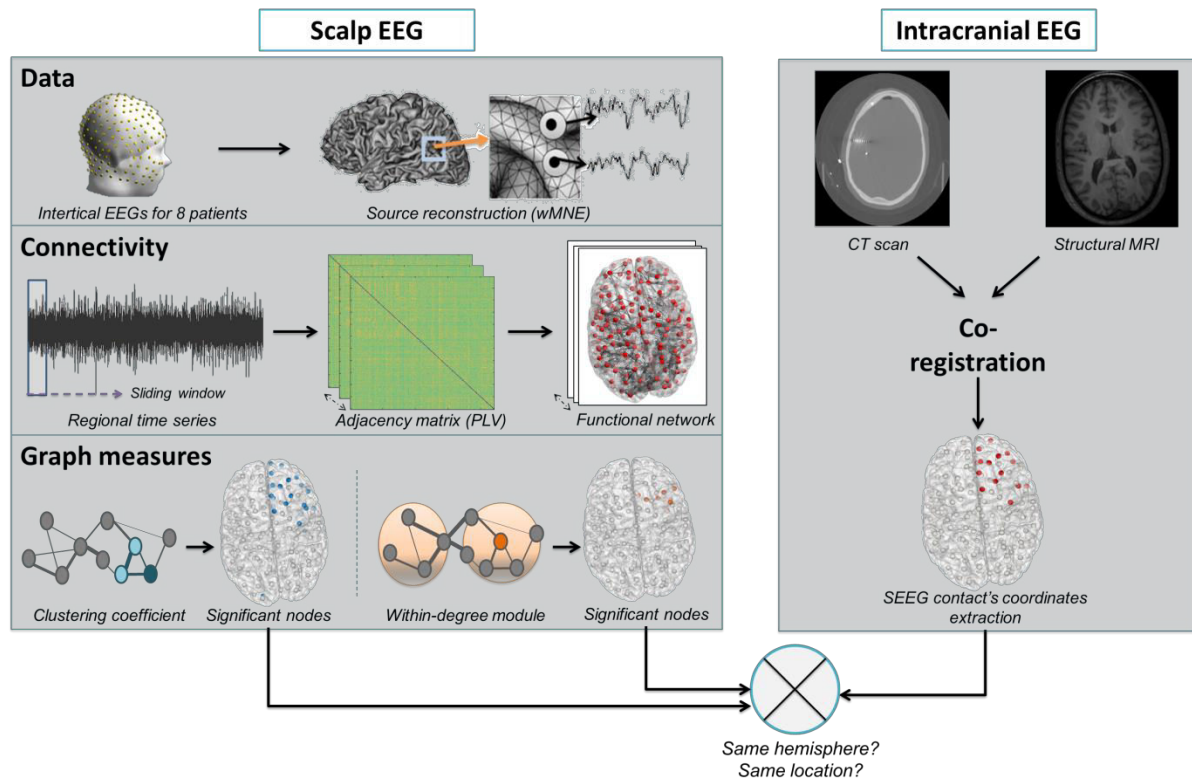 Scalp EEG
Intracranial EEG
Data
Intertical EEGs for 8 patients
Source reconstruction (wMNE)
CT scan
Structural MRI
Connectivity
Sliding window
Regional time series
Adjacency matrix (PLV)
Functional network
Co-
registration
Graph measures
Clustering coefficient
Significant nodes
Within-degree module
Significant nodes
SEEG contact's coordinates
extraction
Same hemisphere?
Same location?